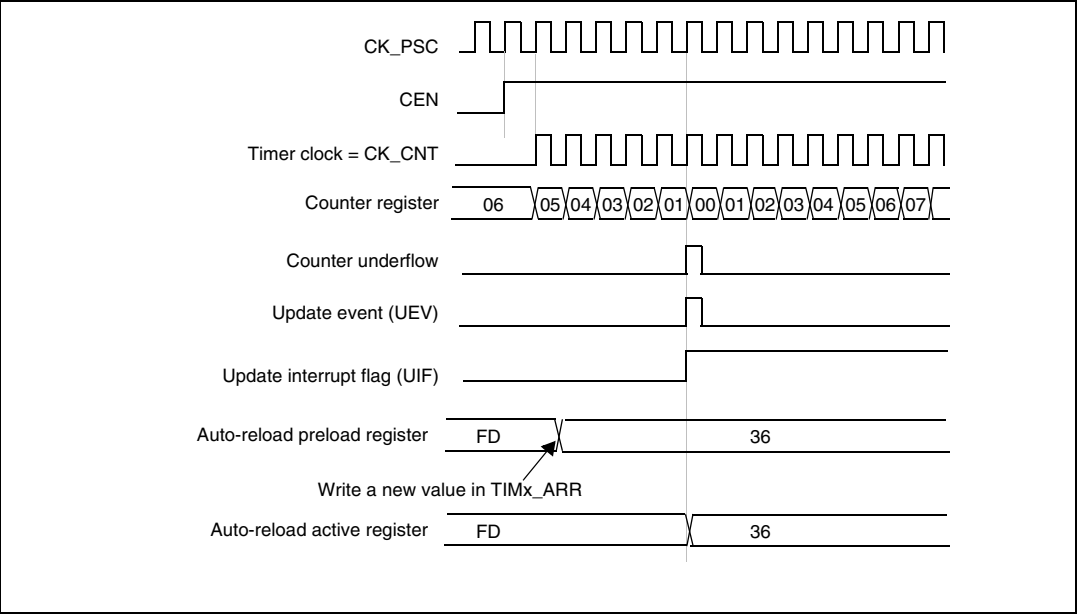 CK_PSC
CEN
Timer clock = CK_CNT
Counter register 06 05 04 03 02 01 00 01 02 03 04 05 06 07
Counter underflow
Update event (UEV)
Update interrupt flag (UIF)
Auto-reload preload register FD 36
Write a new value in TIMx_ARR
Auto-reload active register FD 36